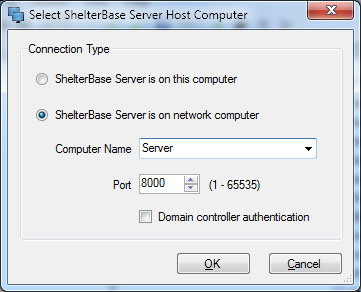 Select ShelterBase Server Host Computer
Connection Type
ShelterBase Server is on this computer
ShelterBase Server is on network computer
Computer Name Server
Port 8000 (1 - 65535)
Domain controller authentication
OK Cancel